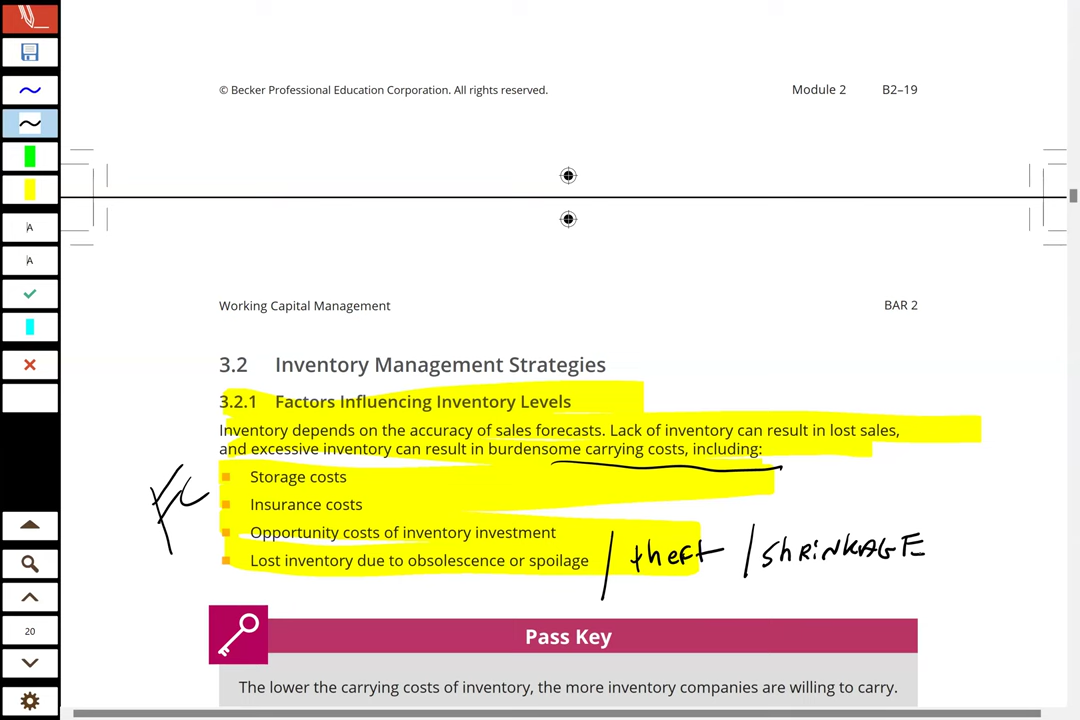 © Becker Professional Education Corporation. All rights reserved. Module 2 B2–19
Working Capital Management BAR 2
3.2 Inventory Management Strategies
3.2.1 Factors Influencing Inventory Levels
Inventory depends on the accuracy of sales forecasts. Lack of inventory can result in lost sales,
and excessive inventory can result in burdensome carrying costs, including:
Storage costs
Insurance costs
Opportunity costs of inventory investment
Lost inventory due to obsolescence or spoilage / theft / shRiNKAGE
Pass Key
The lower the carrying costs of inventory, the more inventory companies are willing to carry.
A
A
20